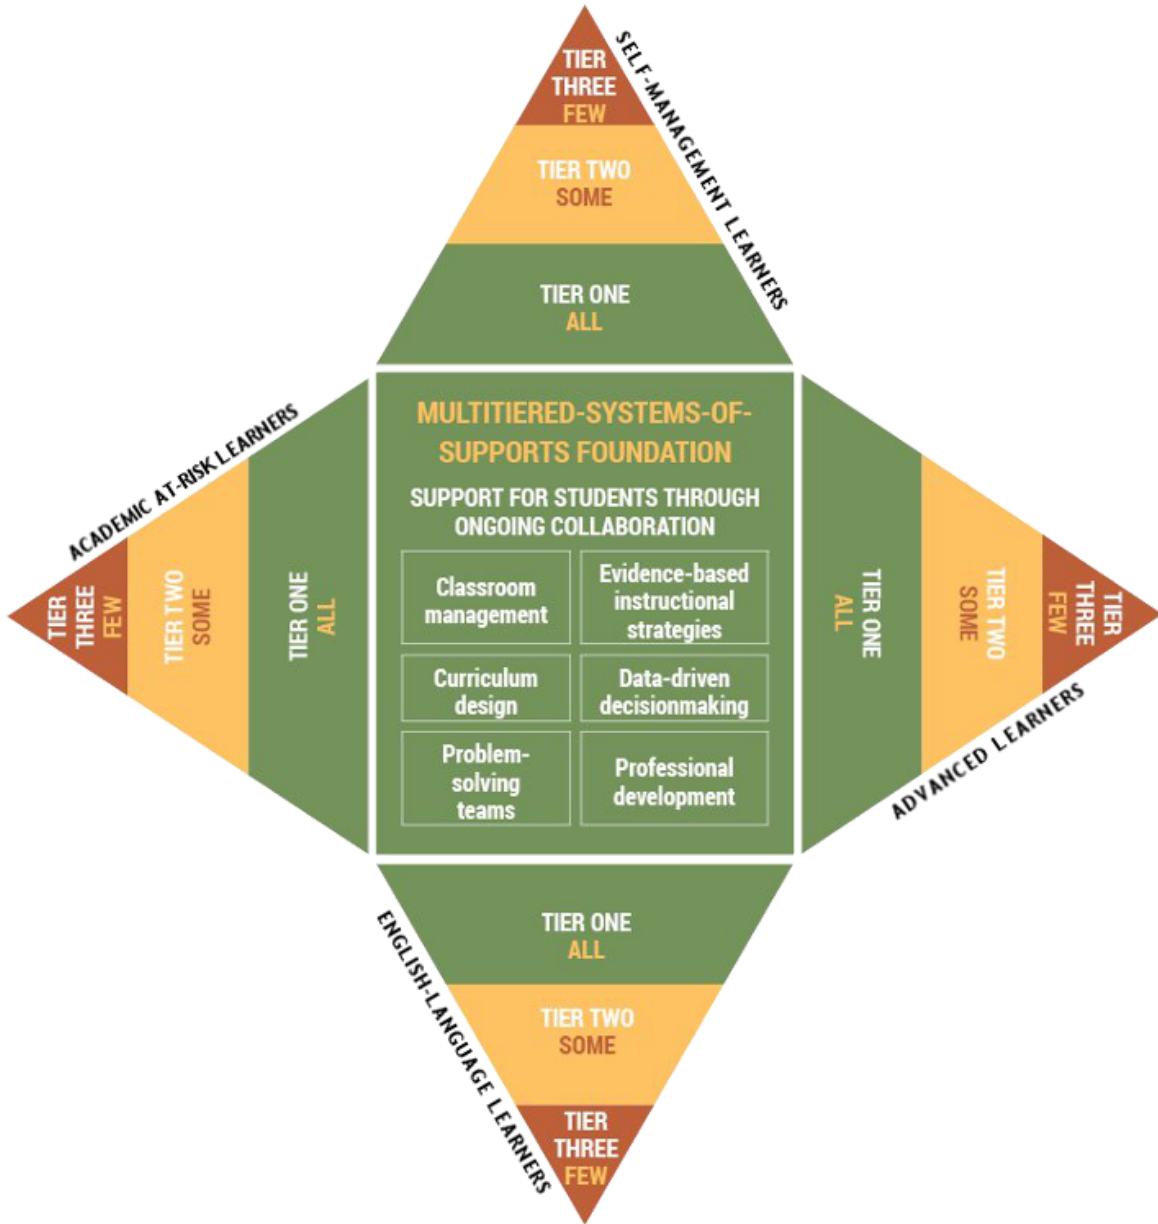 TIER
THREE
FEW
TIER TWO
SOME
TIER ONE
ALL
SELF-MANAGEMENT LEARNERS
ACADEMIC AT-RISK LEARNERS
TIER
THREE
FEW
TIER TWO
SOME
TIER ONE
ALL
MULTITIERED-SYSTEMS-OF-
SUPPORTS FOUNDATION
SUPPORT FOR STUDENTS THROUGH
ONGOING COLLABORATION
Classroom
management
Evidence-based
instructional
strategies
Curriculum
design
Data-driven
decisionmaking
Problem-
solving
teams
Professional
development
TIER ONE
ALL
TIER TWO
SOME
TIER
THREE
FEW
ADVANCED LEARNERS
TIER ONE
ALL
TIER TWO
SOME
TIER
THREE
FEW
ENGLISH-LANGUAGE LEARNERS